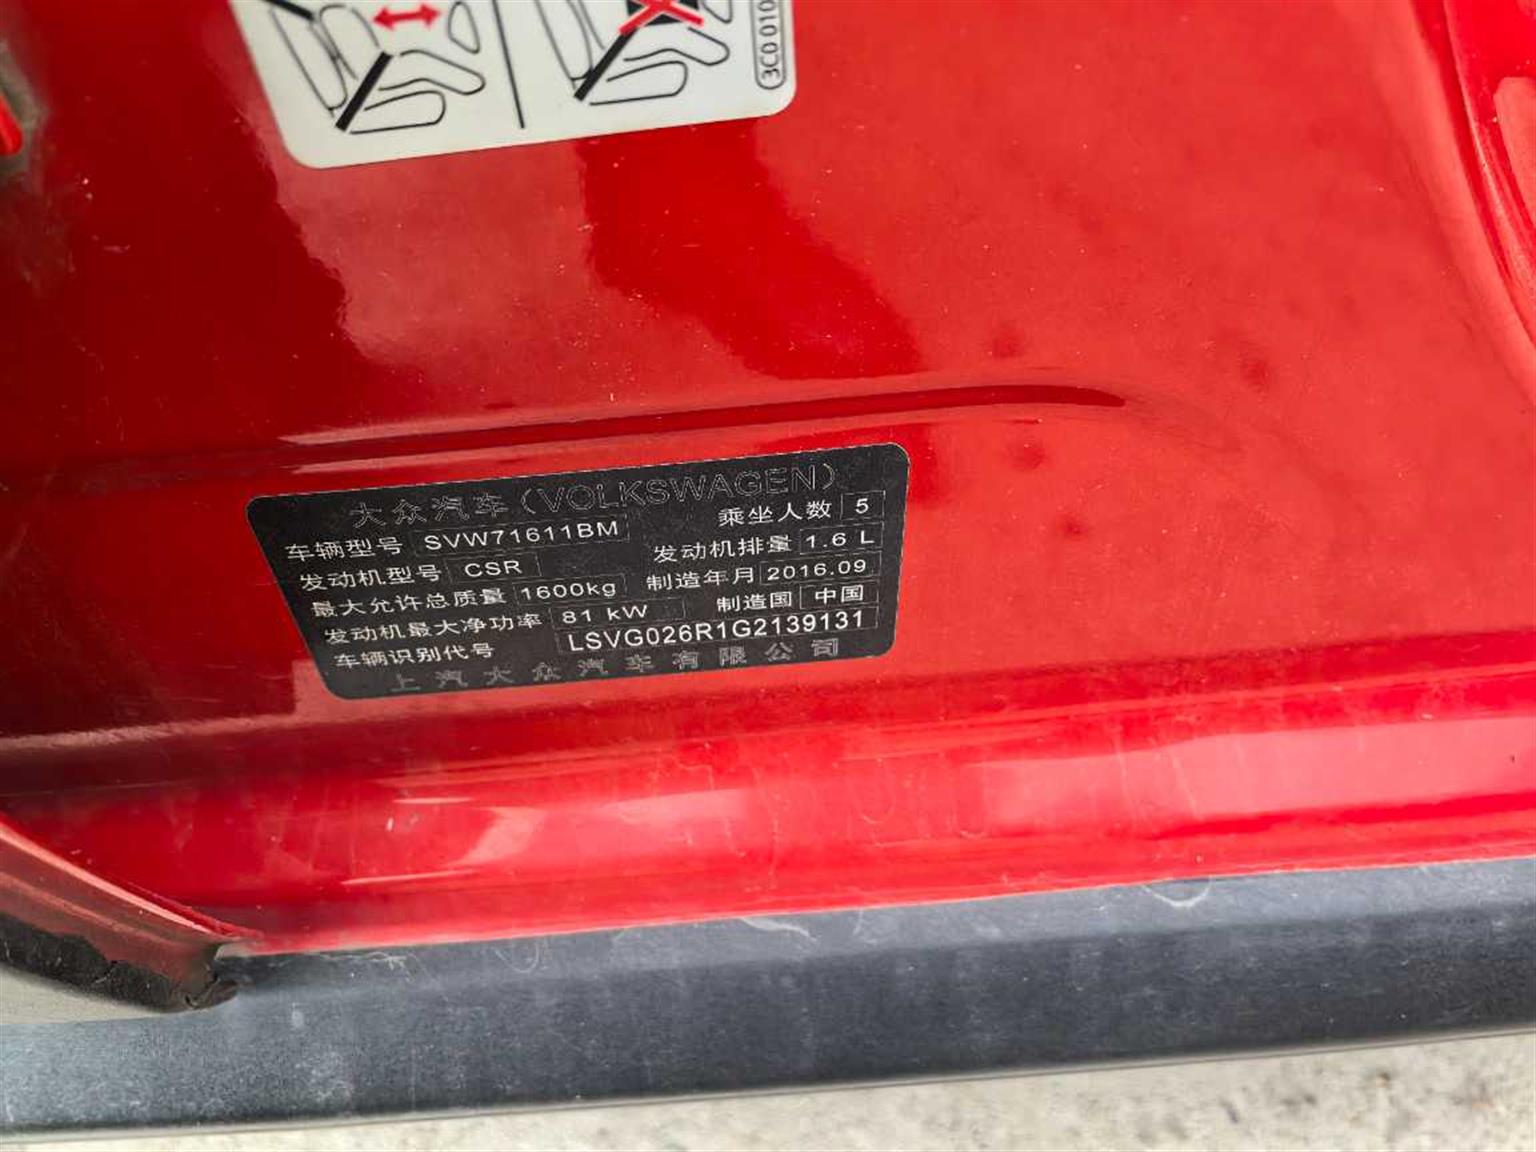 3C0 010
大众汽车(VOLKSWAGEN)
车辆型号 SVW71611BM 乘坐人数 5
发动机型号 CSR 发动机排量 1.6 L
最大允许总质量 1600kg 制造年月 2016.09
发动机最大净功率 81 kW 制造国 中国
车辆识别代号 LSVG026R1G2139131
上汽大众汽车有限公司